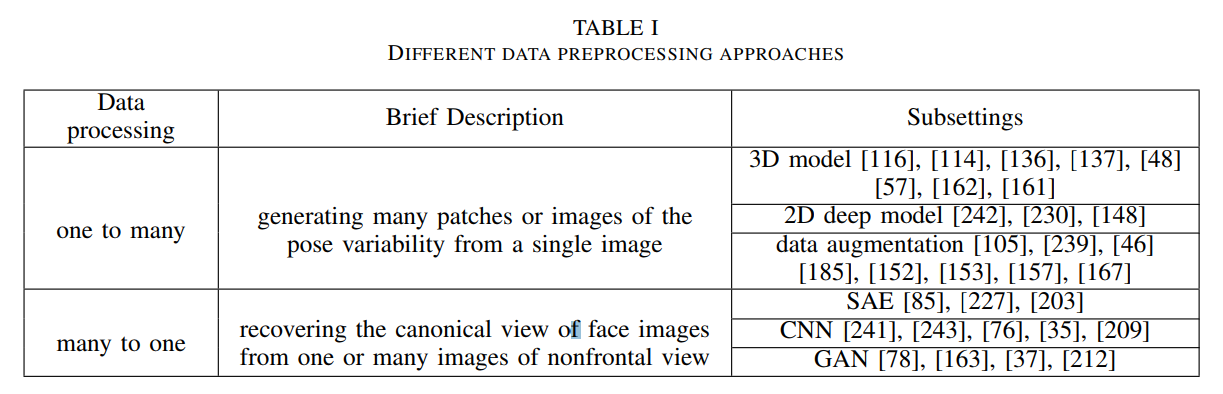 TABLE I
DIFFERENT DATA PREPROCESSING APPROACHES
Data
processing
Brief Description
Subsettings
one to many
generating many patches or images of the
pose variability from a single image
3D model [116], [114], [136], [137], [48]
[57], [162], [161]
2D deep model [242], [230], [148]
data augmentation [105], [239], [46]
[185], [152], [153], [157], [167]
many to one
recovering the canonical view of face images
from one or many images of nonfrontal view
SAE [85], [227], [203]
CNN [241], [243], [76], [35], [209]
GAN [78], [163], [37], [212]